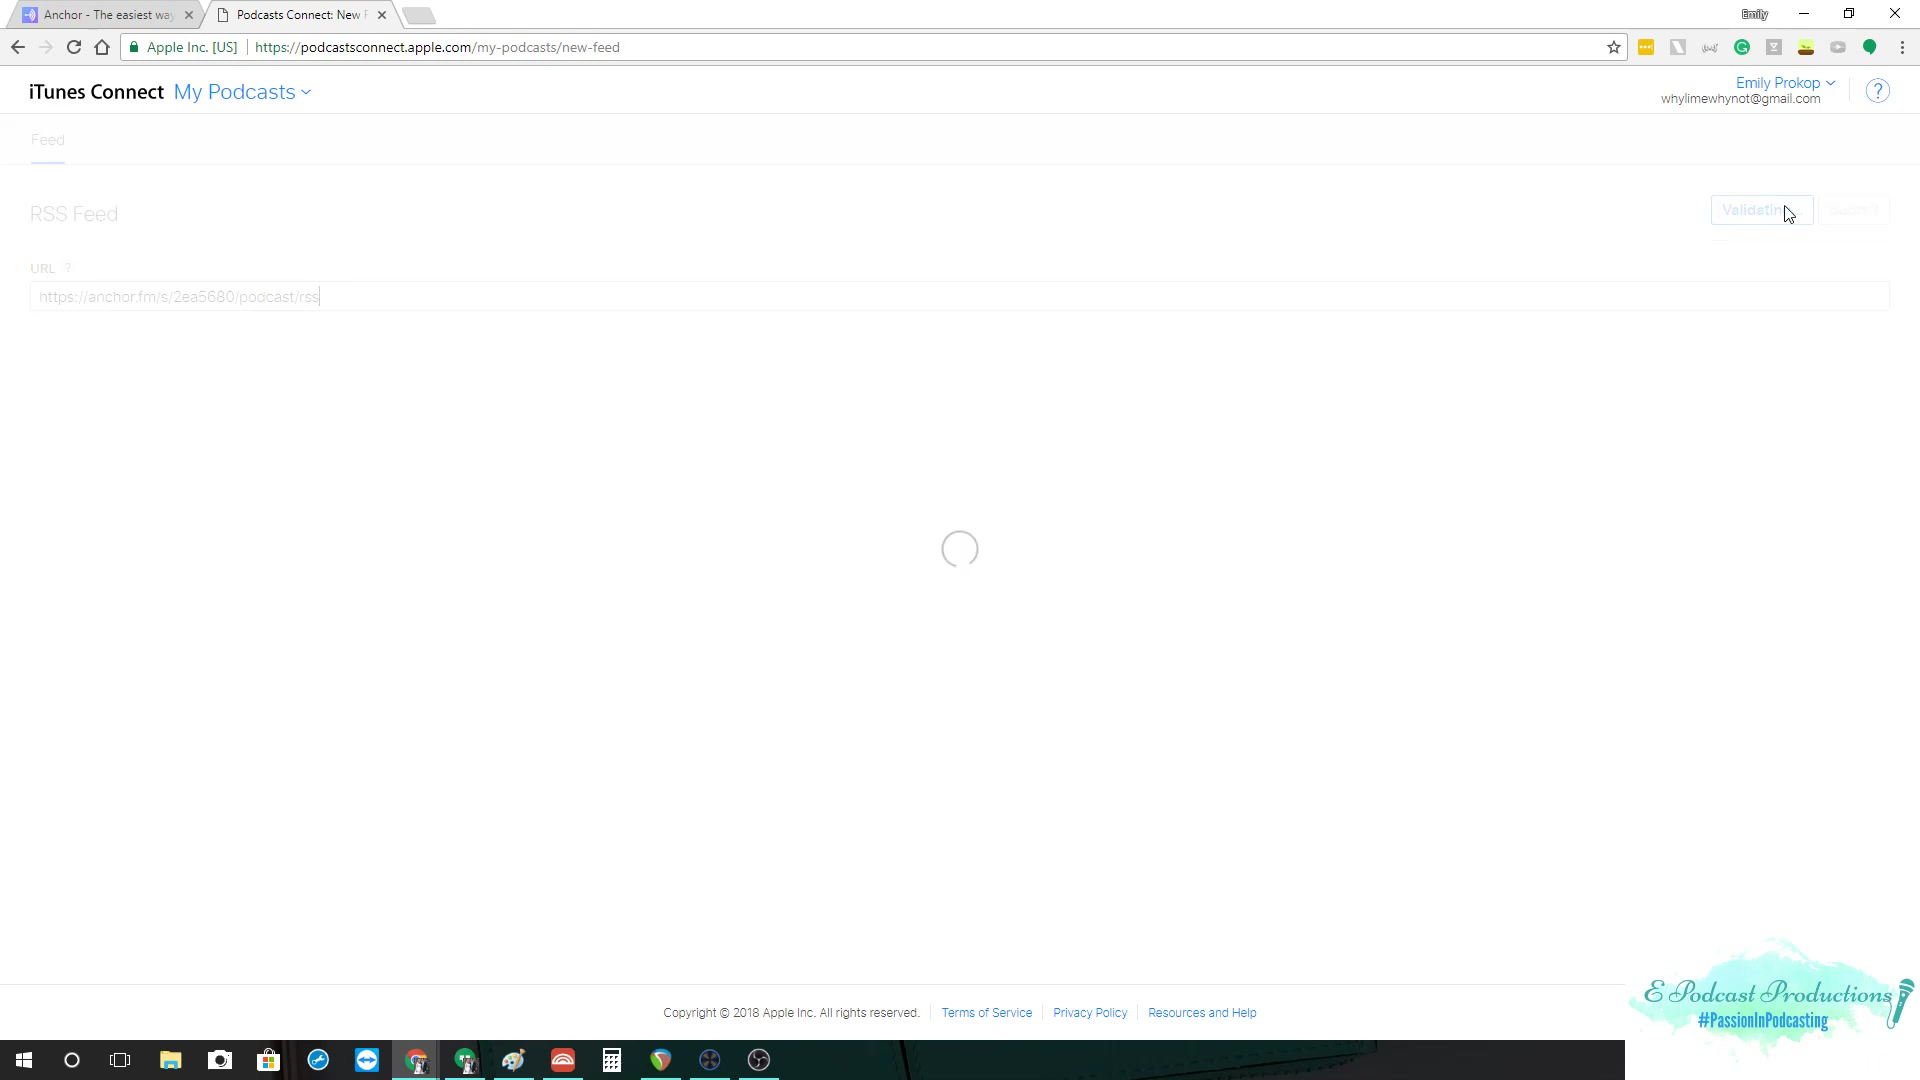 Anchor - The easiest way
Podcasts Connect: New F
Emily
Apple Inc. [US]
https://podcastsconnect.apple.com/my-podcasts/new-feed
iTunes Connect
My Podcasts
Emily Prokop
whylimewhynot@gmail.com
?
Feed
RSS Feed
Validatin
URL ?
https://anchor.fm/s/2ea5680/podcast/rss
Copyright © 2018 Apple Inc. All rights reserved.
Terms of Service
Privacy Policy
Resources and Help
E Podcast Productions
#PassionInPodcasting